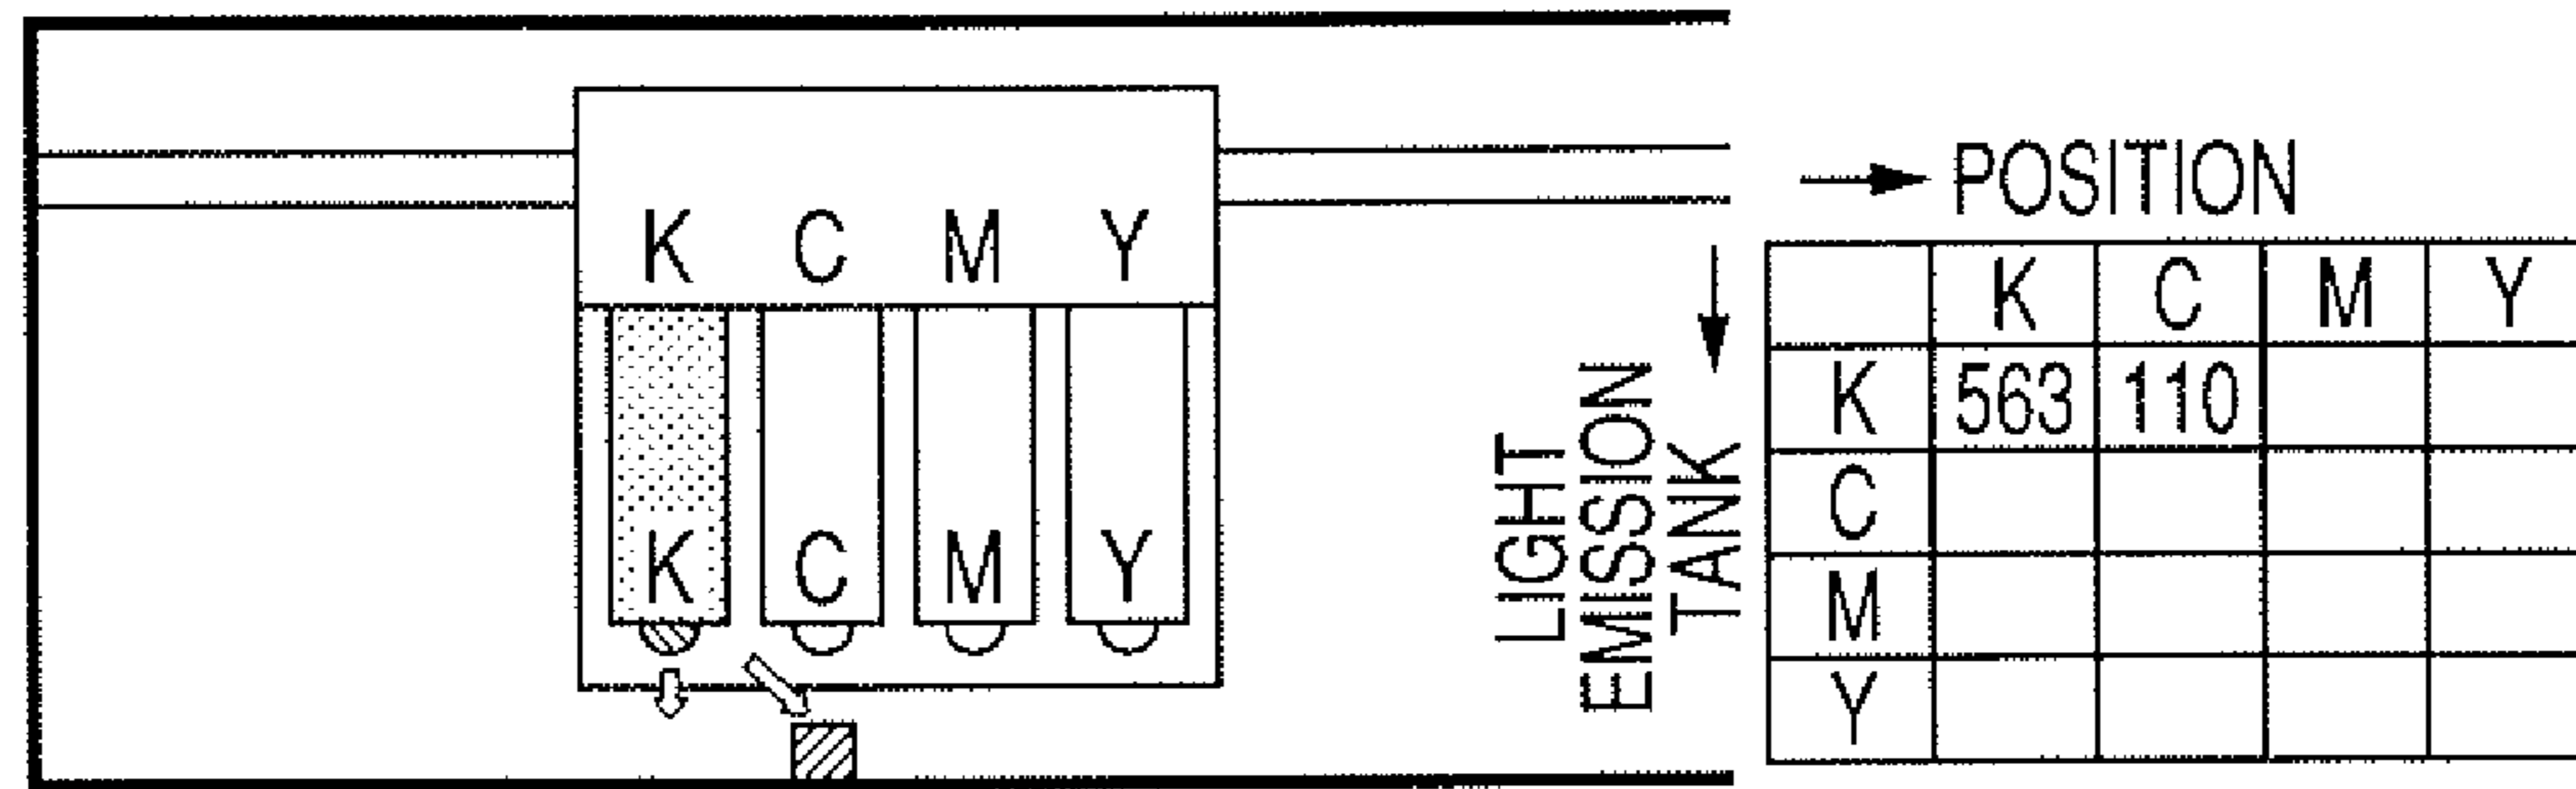 K C M Y
K C M Y
POSITION
LIGHT
EMISSION
TANK
K C M Y
K 563 110
C
M
Y